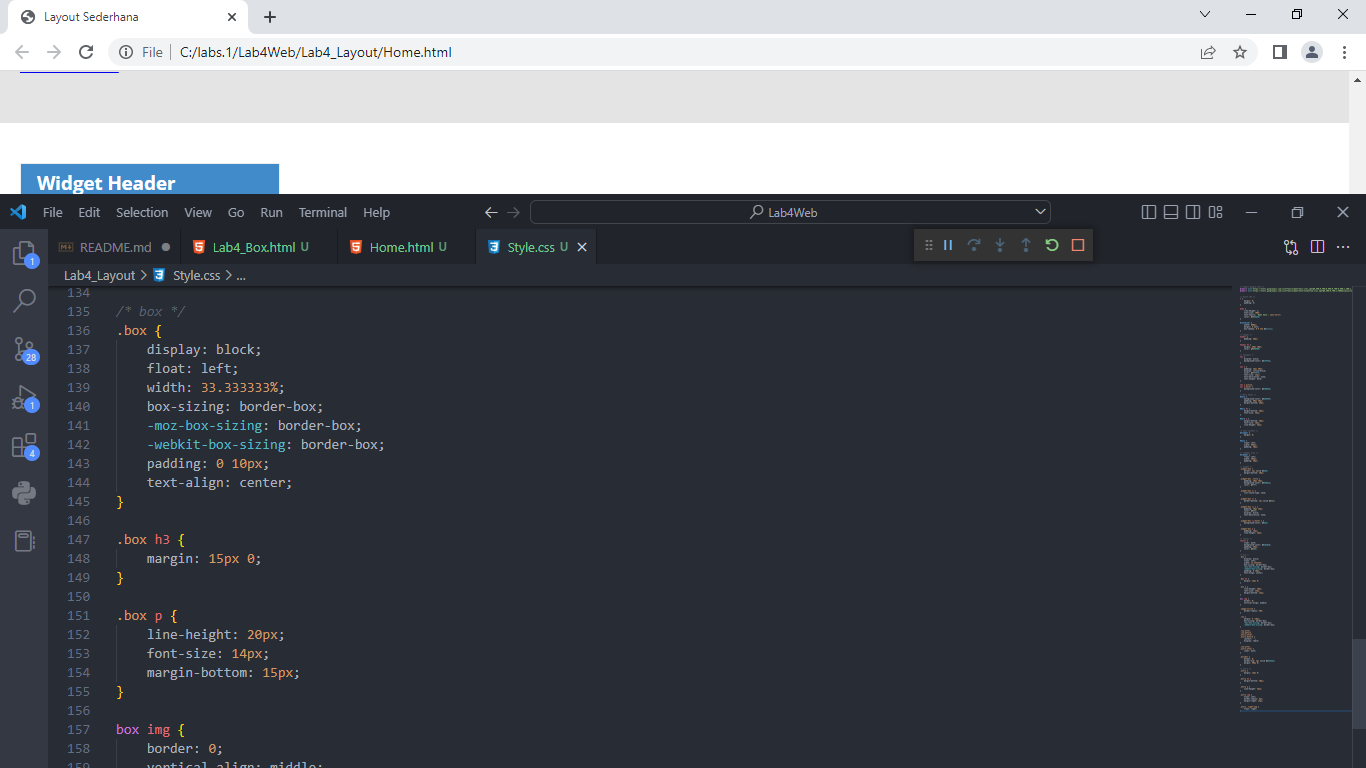 Layout Sederhana
File C:/labs.1/Lab4Web/Lab4_Layout/Home.html
Widget Header
File Edit Selection View Go Run Terminal Help Lab4Web
README.md Lab4_Box.html U Home.html U Style.css U
Lab4_Layout > Style.css > ...
134
135 /* box */
136 .box {
137 display: block;
138 float: left;
139 width: 33.333333%;
140 box-sizing: border-box;
141 -moz-box-sizing: border-box;
142 -webkit-box-sizing: border-box;
143 padding: 0 10px;
144 text-align: center;
145 }
146
147 .box h3 {
148 margin: 15px 0;
149 }
150
151 .box p {
152 line-height: 20px;
153 font-size: 14px;
154 margin-bottom: 15px;
155 }
156
157 box img {
158 border: 0;
159 vertical-align: middle;
1
28
1
4